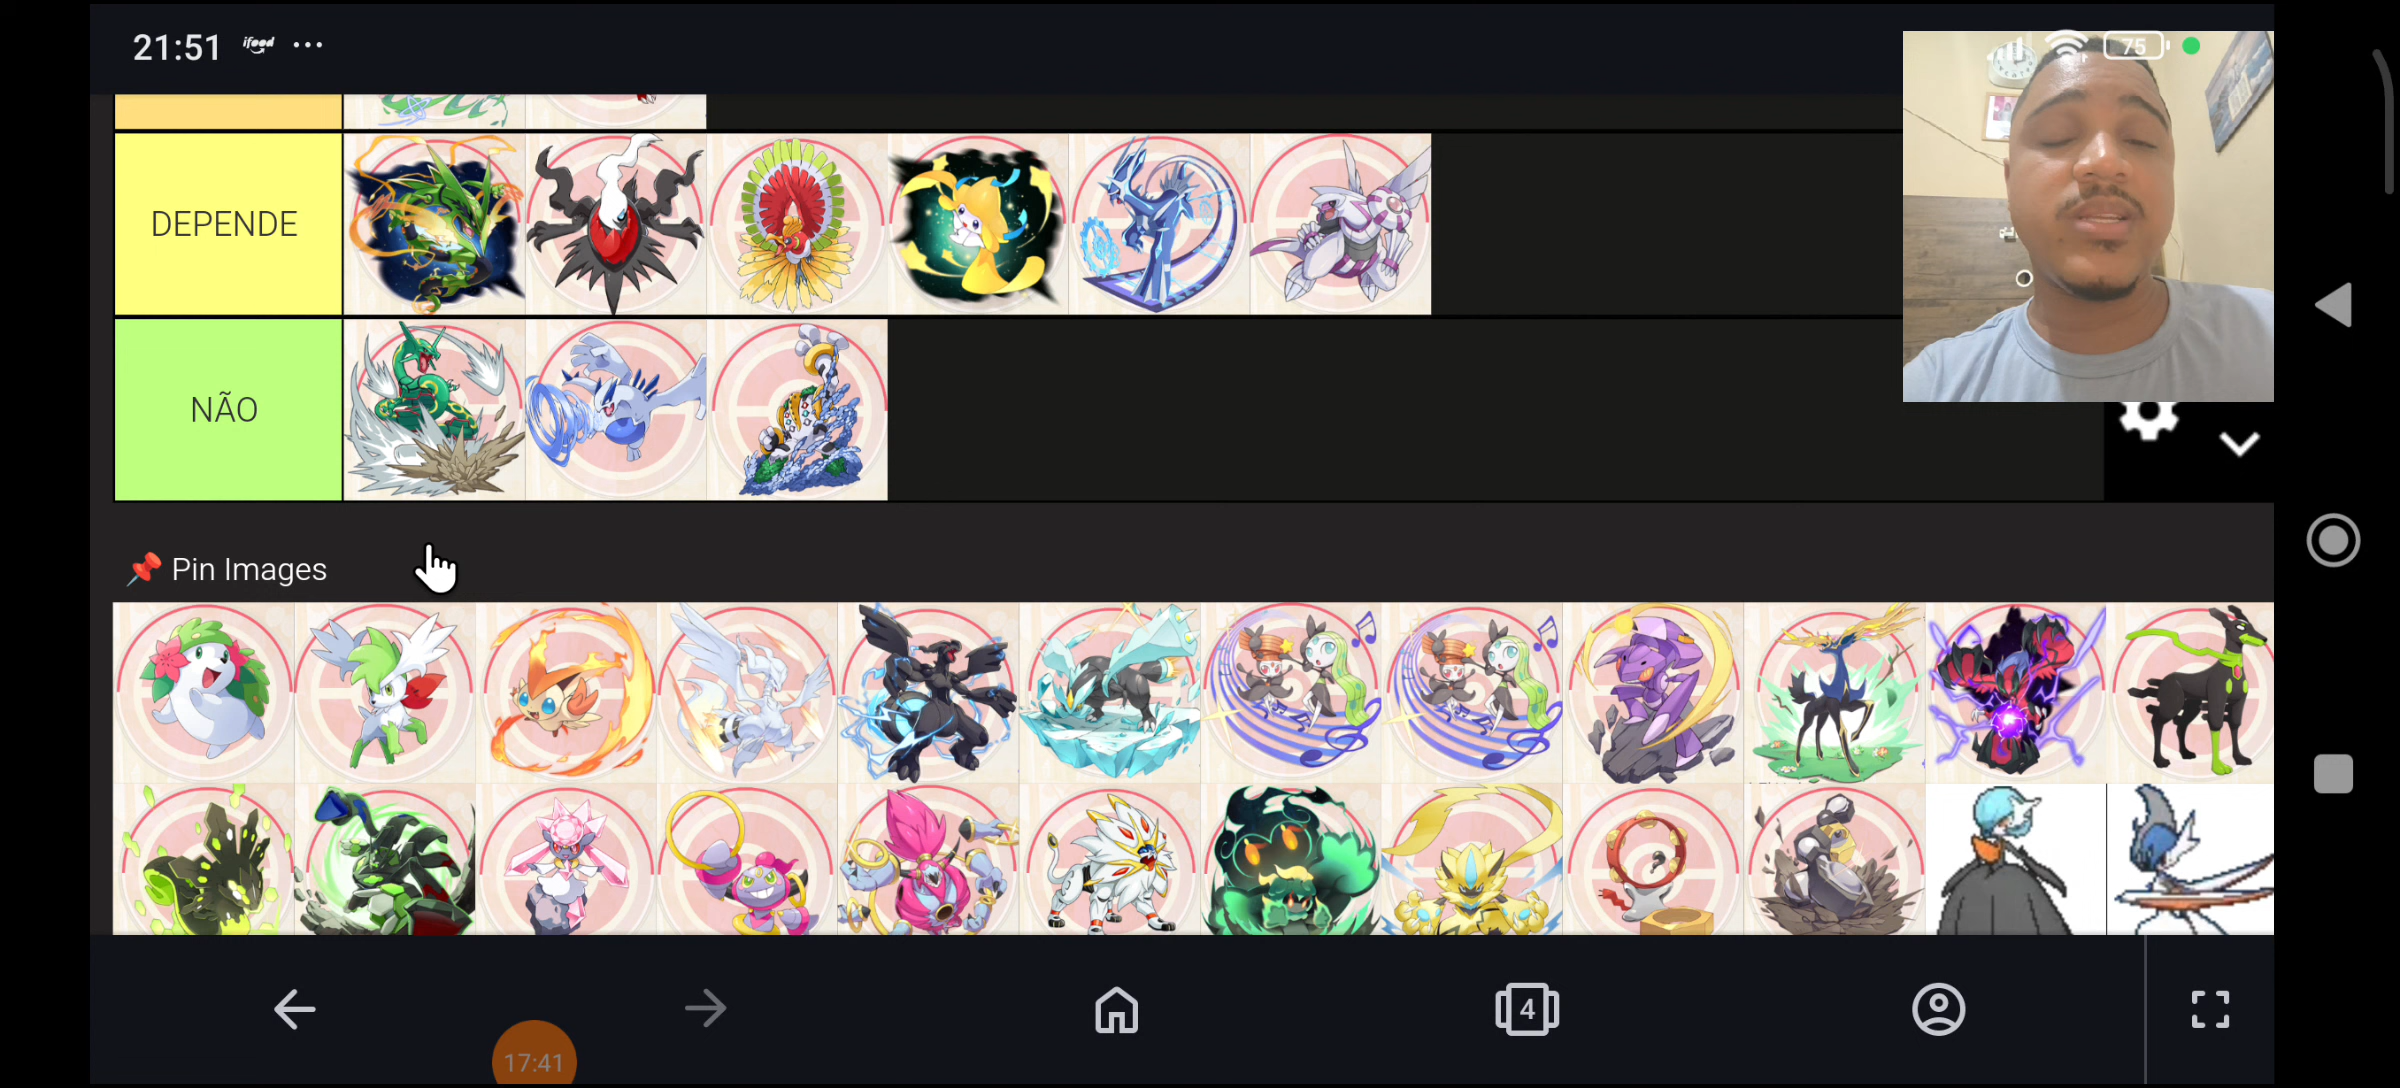 21:51 ifood ...
75
DEPENDE
NÃO
📌 Pin Images
4
17:41